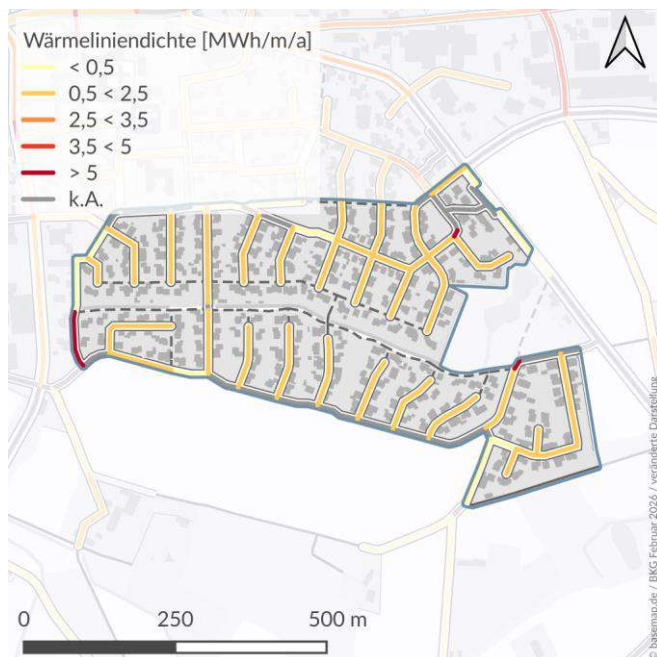 Wärmeliniendichte [MWh/m/a]
< 0,5
0,5 < 2,5
2,5 < 3,5
3,5 < 5
> 5
k.A.
0 250 500 m
© basemap.de / BKG Februar 2026 / veränderte Darstellung